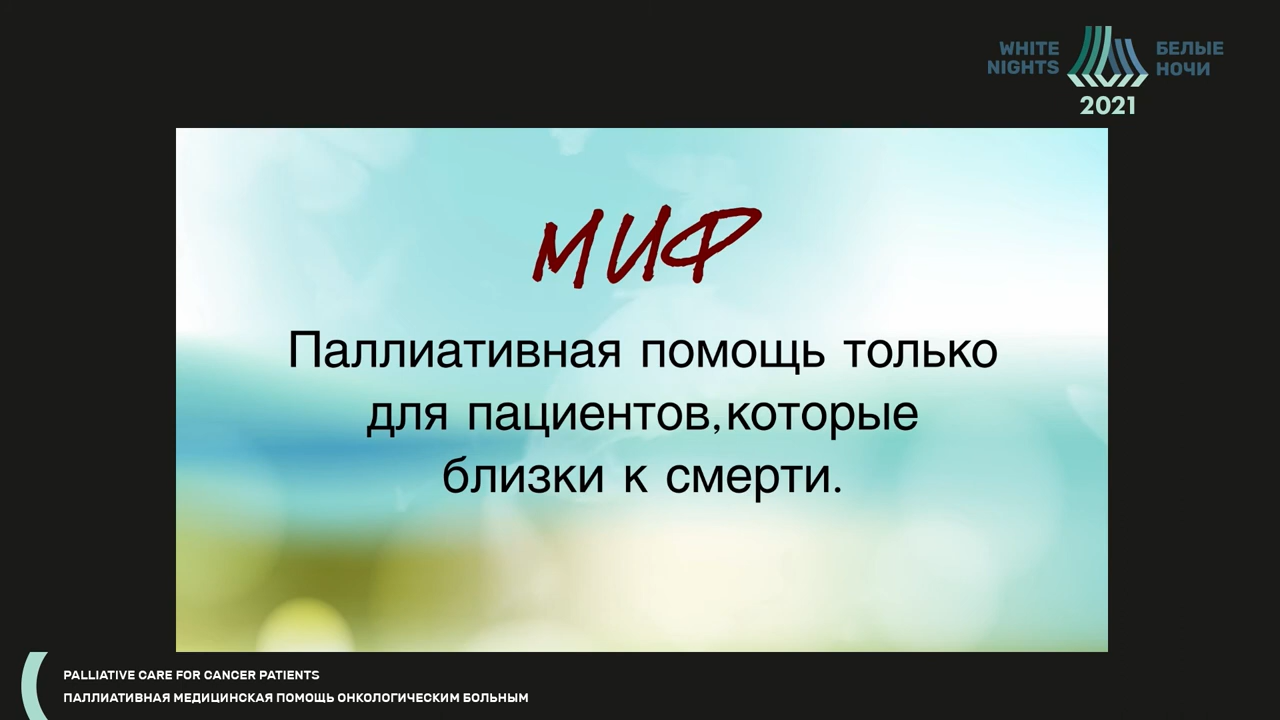 WHITE NIGHTS
БЕЛЫЕ НОЧИ
2021
МИФ
Паллиативная помощь только
для пациентов,которые
близки к смерти.
PALLIATIVE CARE FOR CANCER PATIENTS
ПАЛЛИАТИВНАЯ МЕДИЦИНСКАЯ ПОМОЩЬ ОНКОЛОГИЧЕСКИМ БОЛЬНЫМ